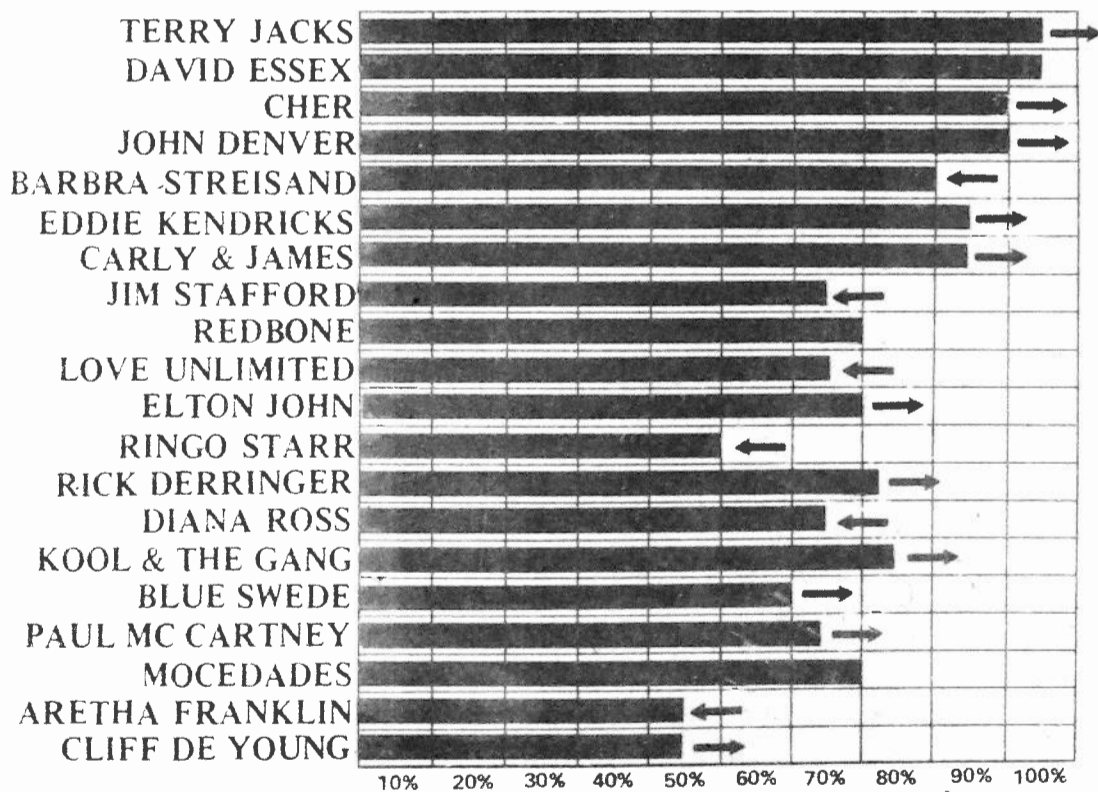 TERRY JACKS
DAVID ESSEX
CHER
JOHN DENVER
BARBRA STREISAND
EDDIE KENDRICKS
CARLY & JAMES
JIM STAFFORD
REDBONE
LOVE UNLIMITED
ELTON JOHN
RINGO STARR
RICK DERRINGER
DIANA ROSS
KOOL & THE GANG
BLUE SWEDE
PAUL MC CARTNEY
MOCEDADES
ARETHA FRANKLIN
CLIFF DE YOUNG
10% 20% 30% 40% 50% 60% 70% 80% 90% 100%